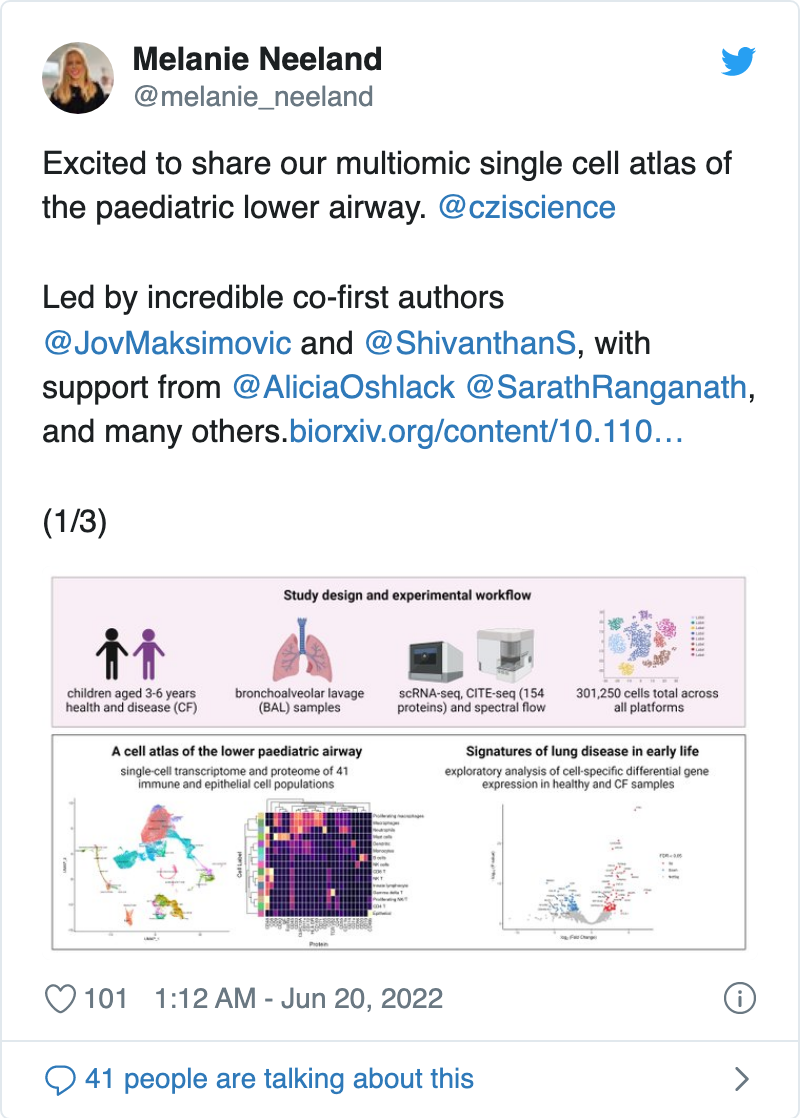 Melanie Neeland
@melanie_neeland
Excited to share our multiomic single cell atlas of
the paediatric lower airway. @cziscience
Led by incredible co-first authors
@JovMaksimovic and @ShivanthanS, with
support from @AliciaOshlack @SarathRanganath,
and many others.biorxiv.org/content/10.110…
(1/3)
Study design and experimental workflow
children aged 3-6 years
health and disease (CF)
bronchoalveolar lavage
(BAL) samples
scRNA-seq, CITE-seq (154
proteins) and spectral flow
301,250 cells total across
all platforms
A cell atlas of the lower paediatric airway
single-cell transcriptome and proteome of 41
immune and epithelial cell populations
Cell Label
Proliferating macrophages
Macrophages
Neutrophils
Mast cells
Dendritic
Monocytes
B cells
NK cells
CD8 T
NK T
Innate lymphocytes
Gamma delta T
Proliferating NK/T
CD4 T
Epithelial
Protein
UMAP_1
Signatures of lung disease in early life
exploratory analysis of cell-specific differential gene
expression in healthy and CF samples
FDR < 0.05
log₂ (Fold Change)
101 1:12 AM - Jun 20, 2022
41 people are talking about this